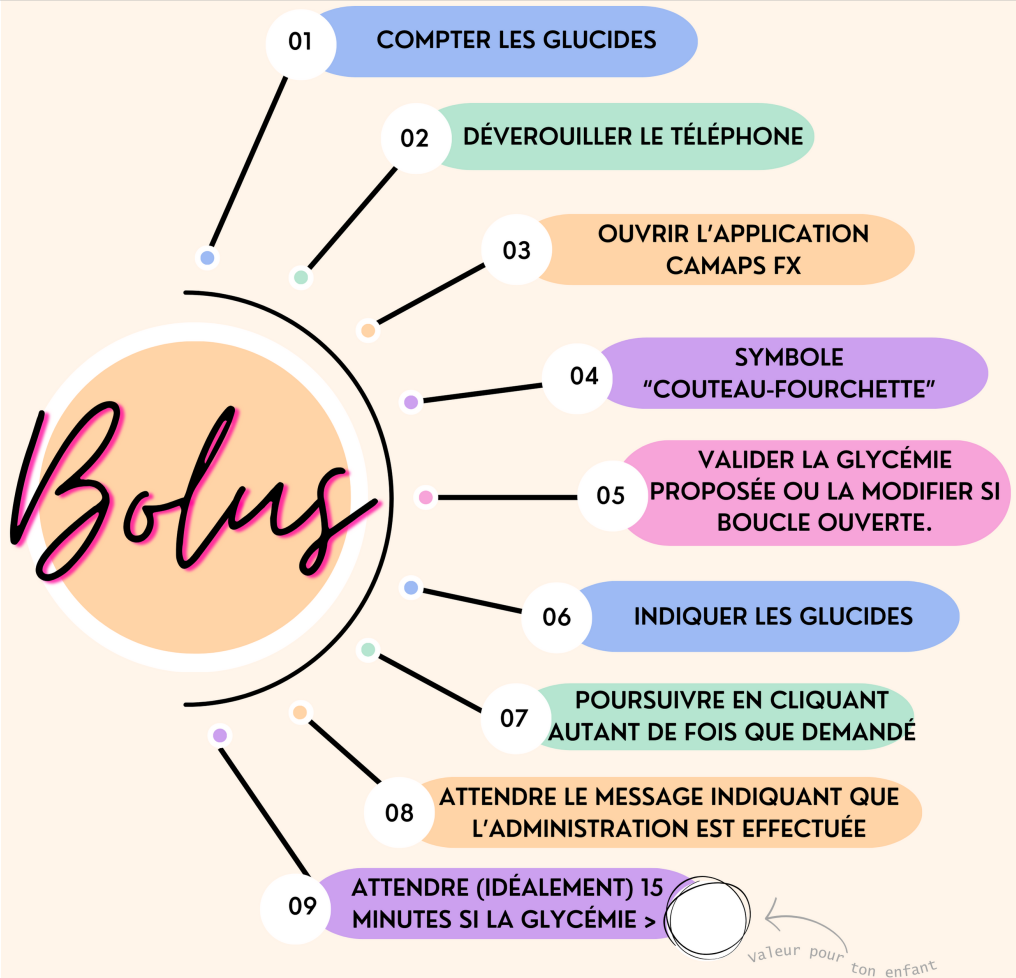 01
COMPTER LES GLUCIDES
02
DÉVEROUILLER LE TÉLÉPHONE
03
OUVRIR L'APPLICATION
CAMAPS FX
04
SYMBOLE
"COUTEAU-FOURCHETTE"
Bolus
05
VALIDER LA GLYCÉMIE
PROPOSÉE OU LA MODIFIER SI
BOUCLE OUVERTE.
06
INDIQUER LES GLUCIDES
07
POURSUIVRE EN CLIQUANT
AUTANT DE FOIS QUE DEMANDÉ
08
ATTENDRE LE MESSAGE INDIQUANT QUE
L'ADMINISTRATION EST EFFECTUÉE
09
ATTENDRE (IDÉALEMENT) 15
MINUTES SI LA GLYCÉMIE >
valeur pour
ton enfant